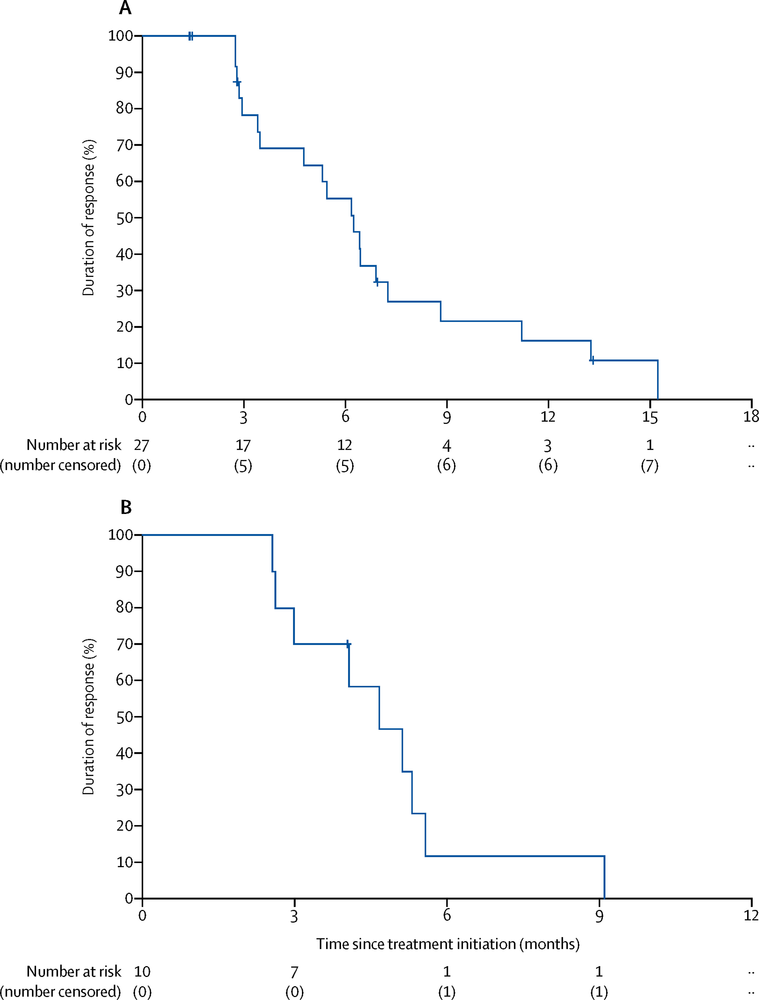 A
100
90
80
70
60
50
40
30
20
10
0
Duration of response (%)
0 3 6 9 12 15 18
Number at risk 27 17 12 4 3 1 ··
(number censored) (0) (5) (5) (6) (6) (7) ··
B
100
90
80
70
60
50
40
30
20
10
0
Duration of response (%)
0 3 6 9 12
Time since treatment initiation (months)
Number at risk 10 7 1 1 ··
(number censored) (0) (0) (1) (1) ··